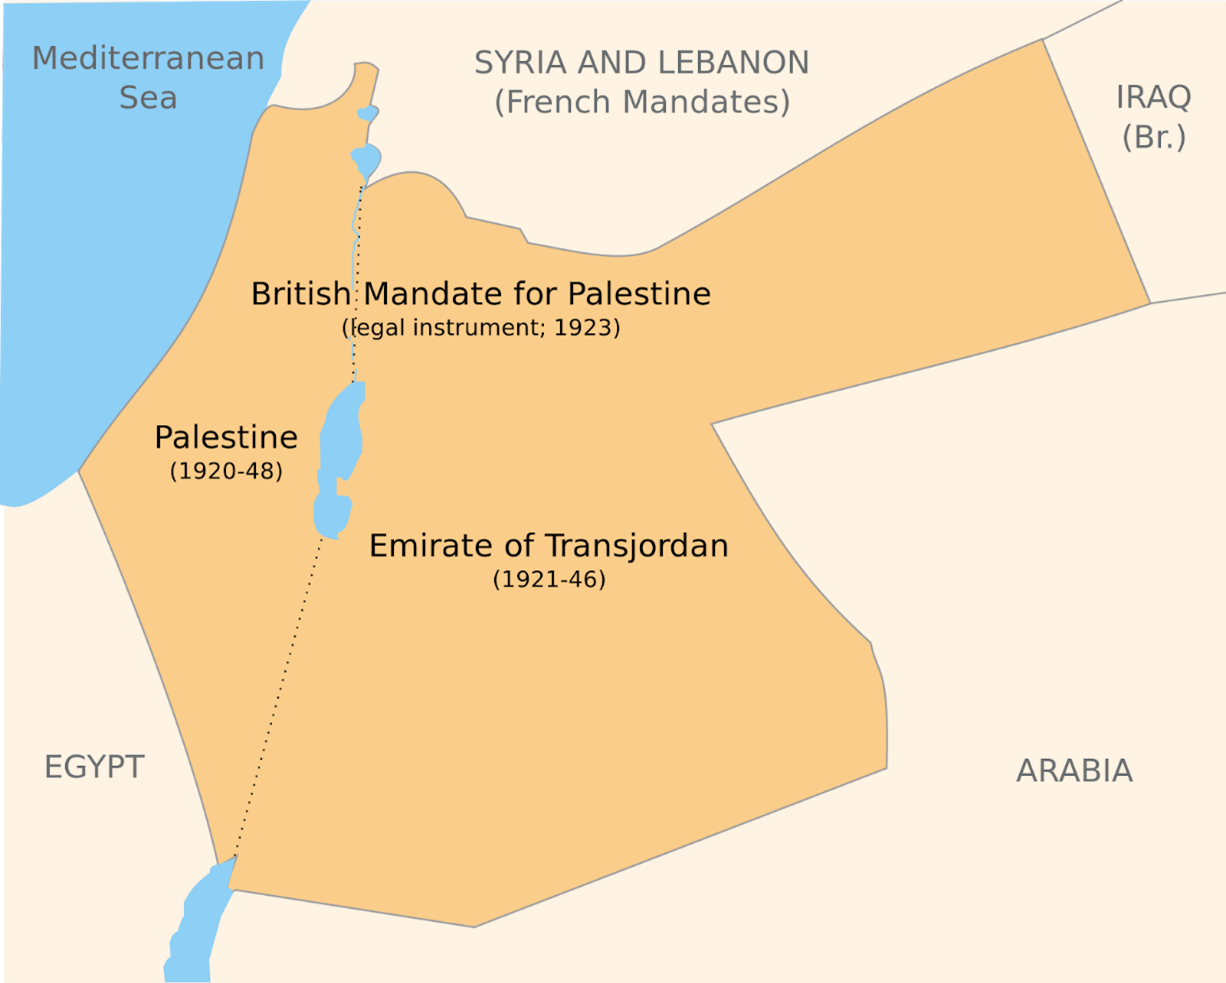 Mediterranean
Sea
SYRIA AND LEBANON
(French Mandates)
IRAQ
(Br.)
British Mandate for Palestine
(legal instrument; 1923)
Palestine
(1920-48)
Emirate of Transjordan
(1921-46)
EGYPT
ARABIA